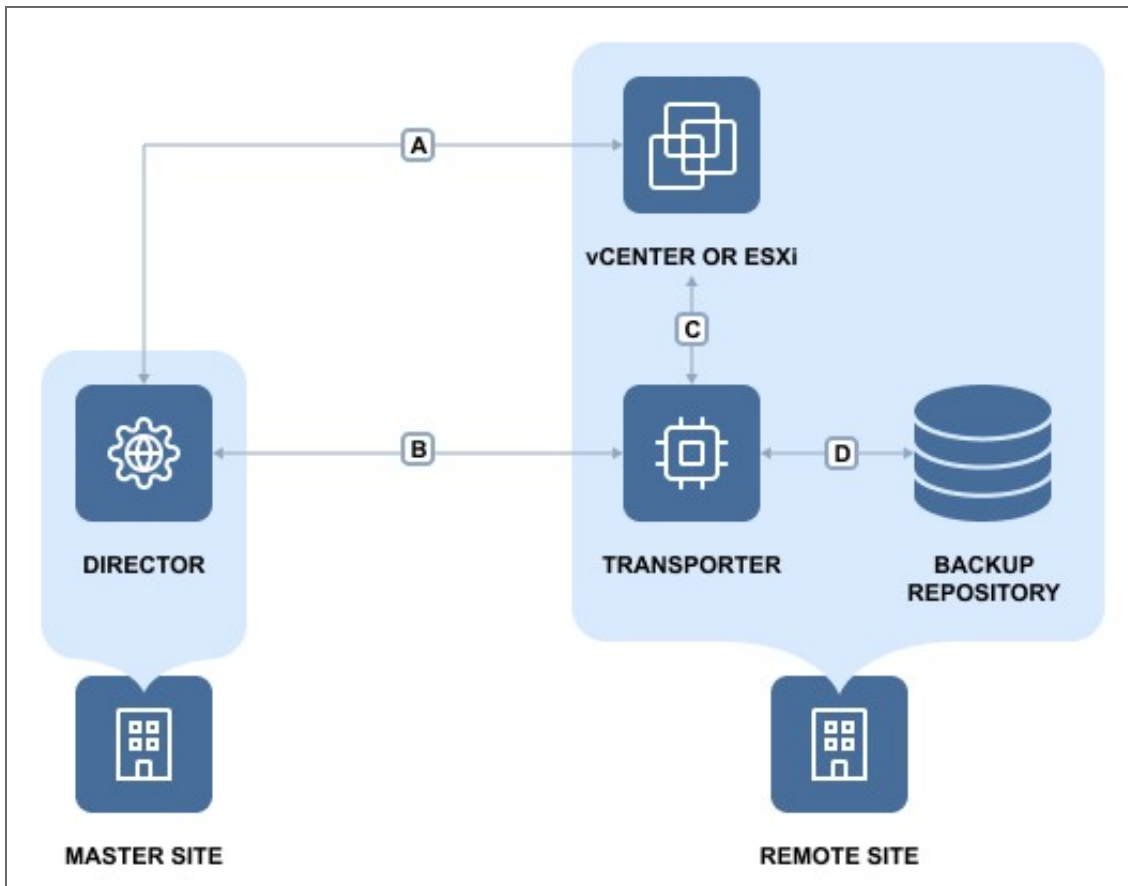 A
vCENTER OR ESXi
C
B
D
DIRECTOR
TRANSPORTER
BACKUP
REPOSITORY
MASTER SITE
REMOTE SITE